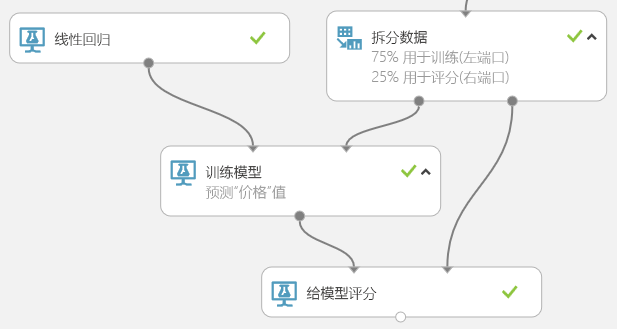 线性回归
拆分数据
75% 用于训练(左端口)
25% 用于评分(右端口)
训练模型
预测"价格"值
给模型评分